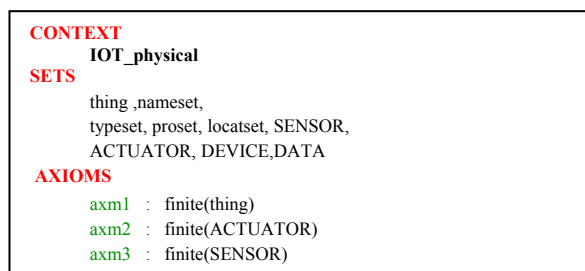 CONTEXT
IOT_physical
SETS
thing ,nameset,
typeset, proset, locatset, SENSOR,
ACTUATOR, DEVICE,DATA
AXIOMS
axm1 : finite(thing)
axm2 : finite(ACTUATOR)
axm3 : finite(SENSOR)